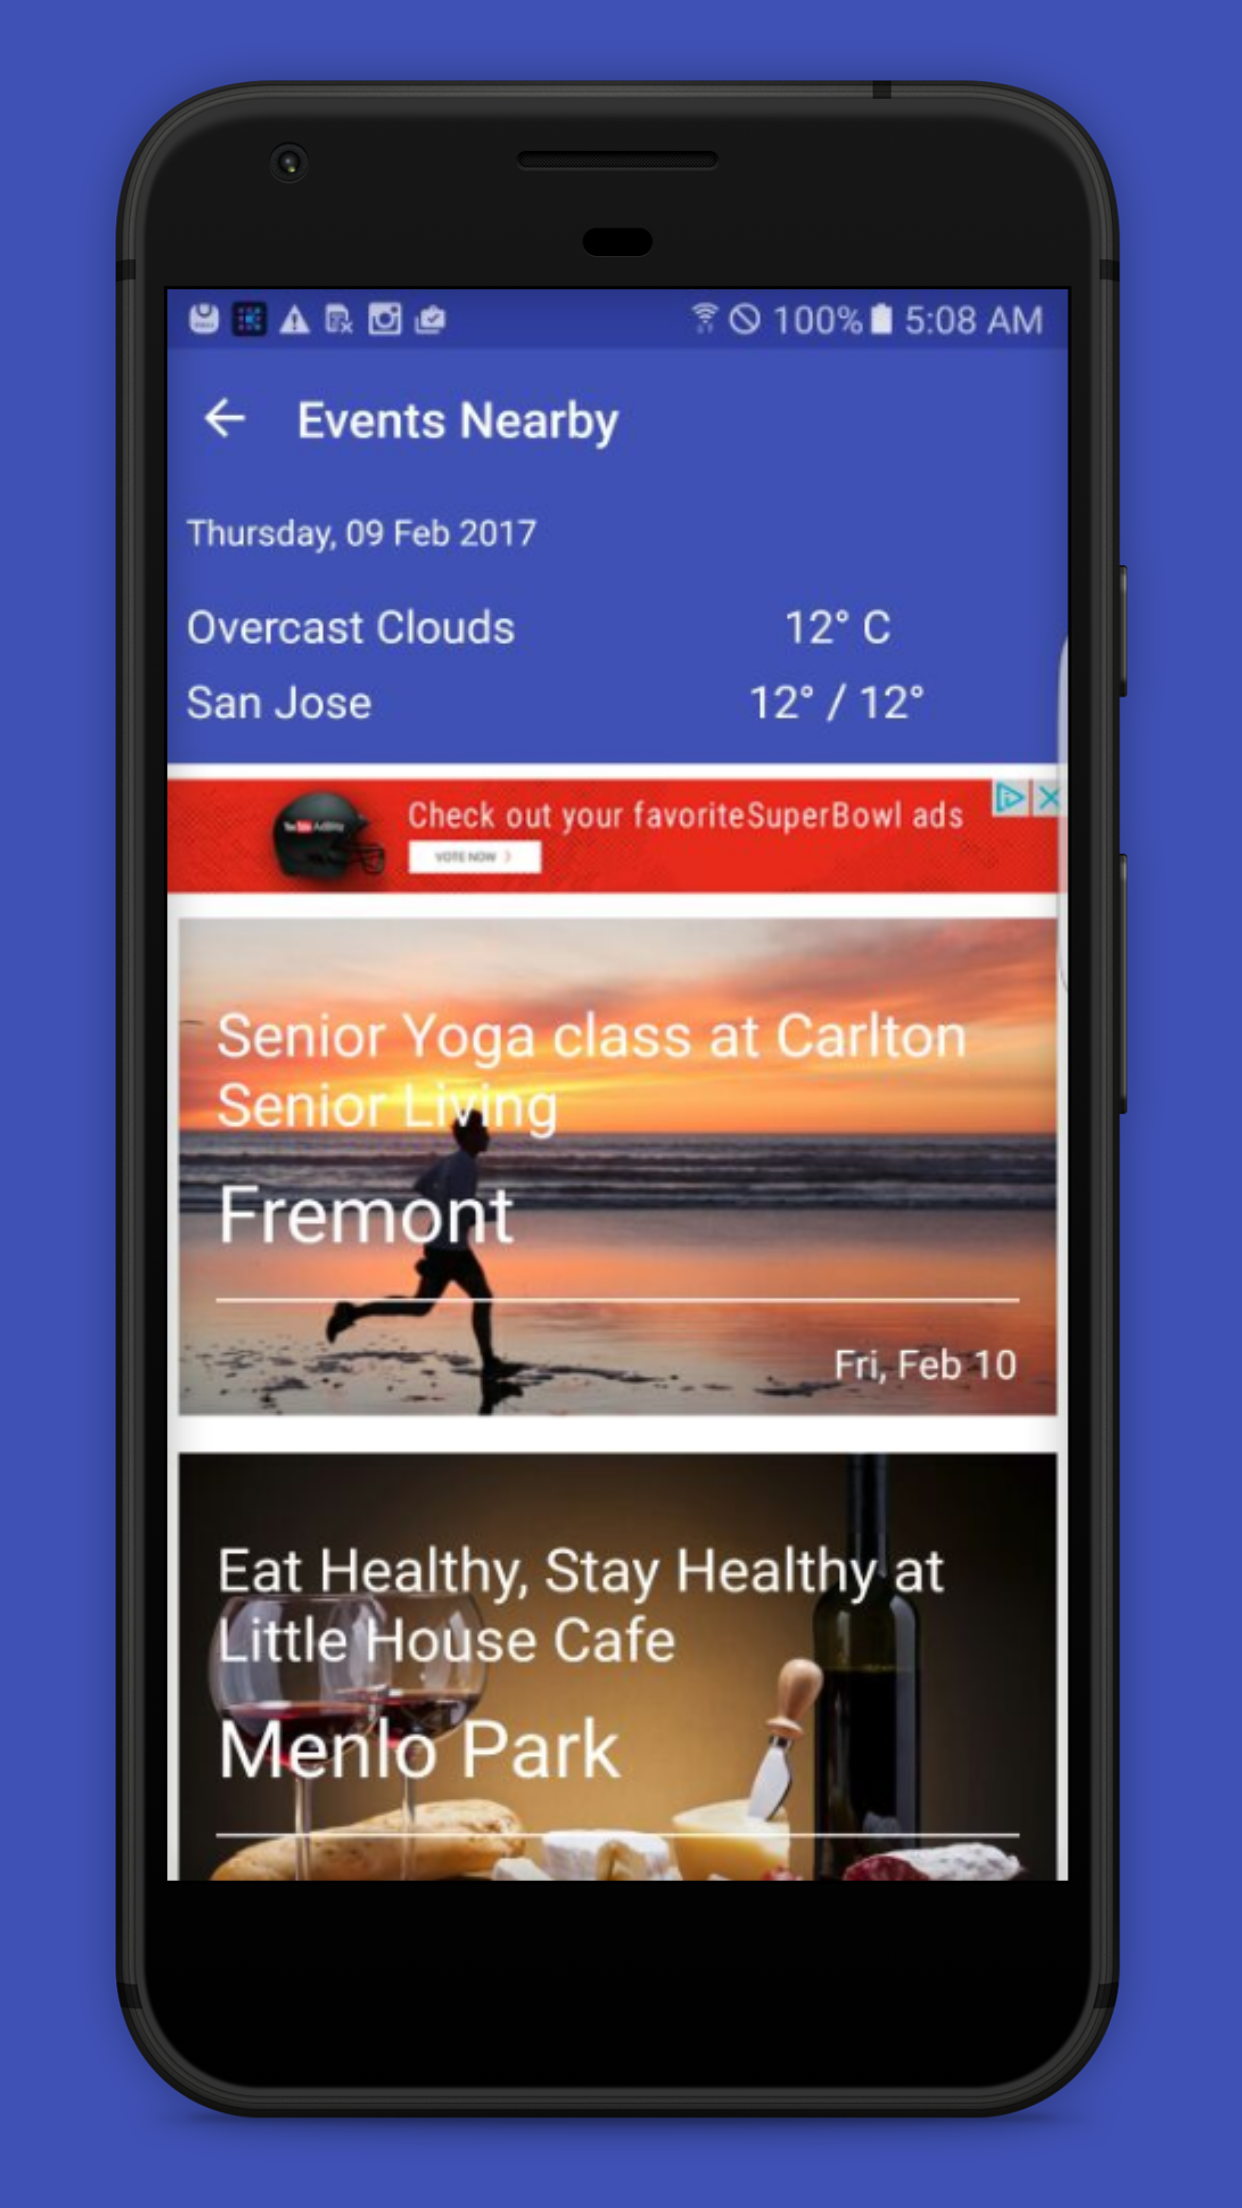 100% 5:08 AM
Events Nearby
Thursday, 09 Feb 2017
Overcast Clouds 12° C
San Jose 12° / 12°
Check out your favoriteSuperBowl ads
VOTE NOW
Senior Yoga class at Carlton
Senior Living
Fremont
Fri, Feb 10
Eat Healthy, Stay Healthy at
Little House Cafe
Menlo Park